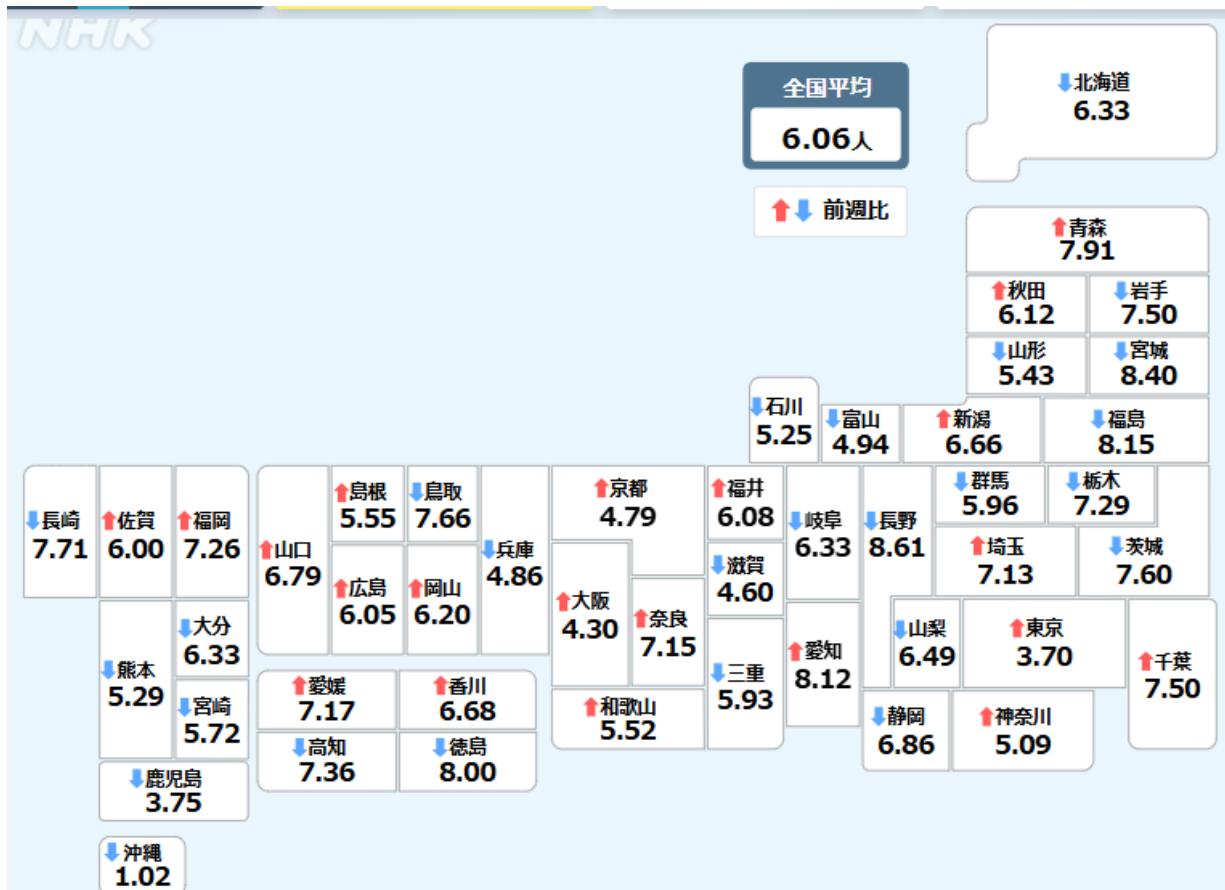 NHK
全国平均
6.06人
前週比
北海道
6.33
青森
7.91
秋田
6.12
岩手
7.50
山形
5.43
宮城
8.40
石川
5.25
富山
4.94
新潟
6.66
福島
8.15
長崎
7.71
佐賀
6.00
福岡
7.26
山口
6.79
島根
5.55
鳥取
7.66
兵庫
4.86
京都
4.79
福井
6.08
岐阜
6.33
長野
8.61
群馬
5.96
栃木
7.29
広島
6.05
岡山
6.20
滋賀
4.60
埼玉
7.13
茨城
7.60
大阪
4.30
奈良
7.15
大分
6.33
熊本
5.29
宮崎
5.72
三重
5.93
愛知
8.12
山梨
6.49
東京
3.70
千葉
7.50
愛媛
7.17
香川
6.68
和歌山
5.52
静岡
6.86
神奈川
5.09
高知
7.36
徳島
8.00
鹿児島
3.75
沖縄
1.02